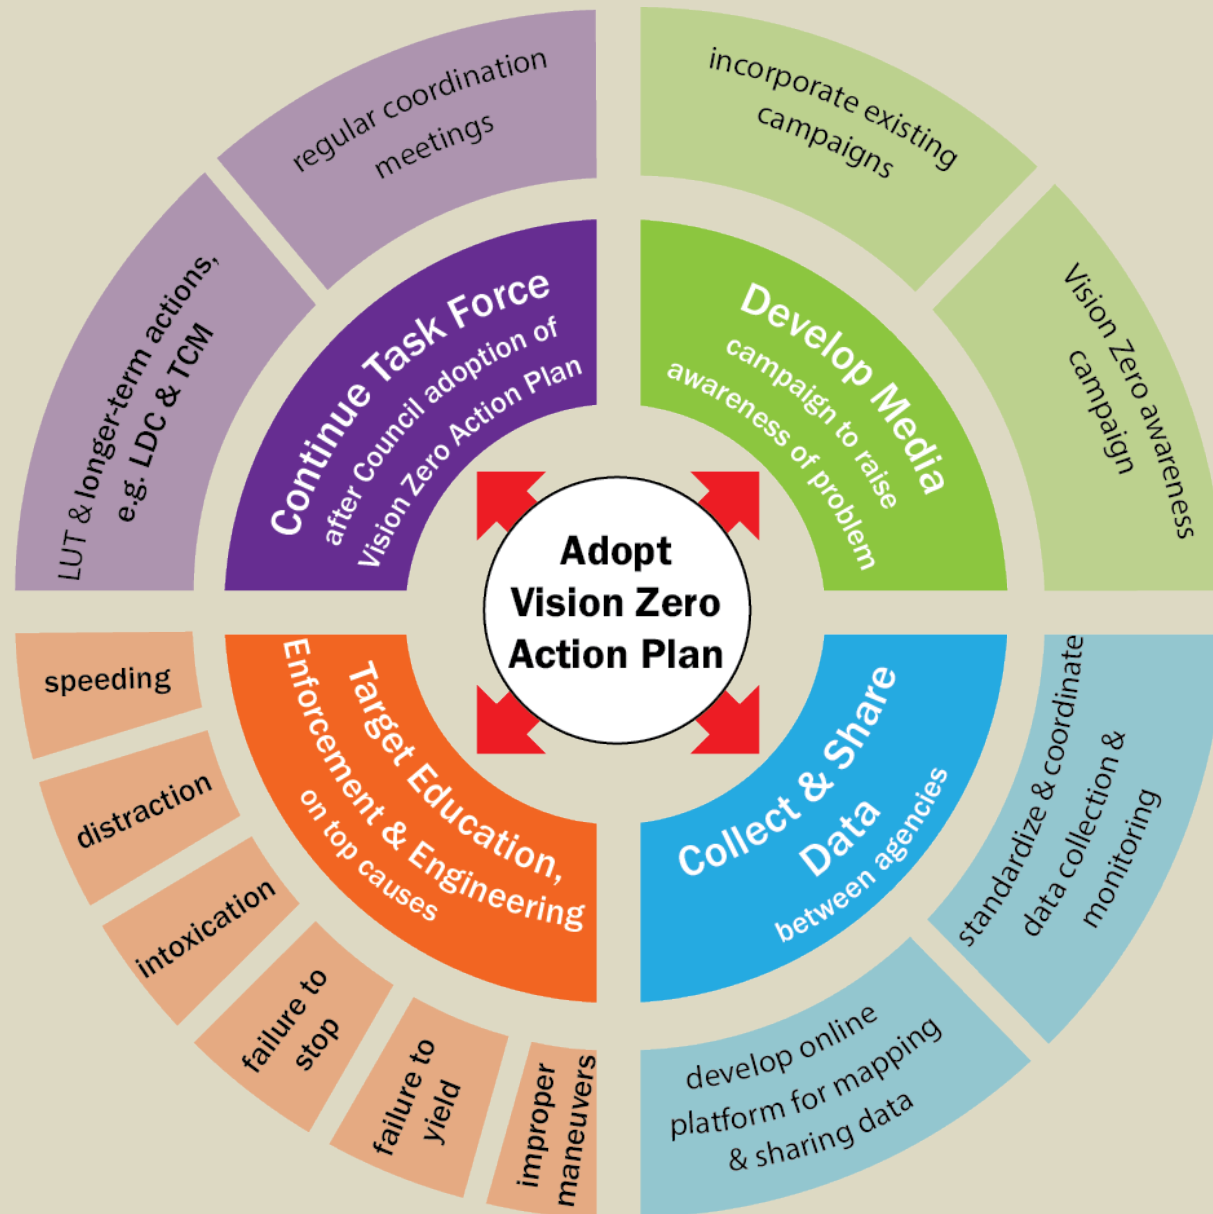 regular coordination
meetings
LUT & longer-term actions,
e.g. LDC & TCM
Continue Task Force
after Council adoption of
Vision Zero Action Plan
incorporate existing
campaigns
Vision Zero awareness
campaign
Develop Media
campaign to raise
awareness of problem
Adopt
Vision Zero
Action Plan
Target Education,
Enforcement & Engineering
on top causes
speeding
distraction
intoxication
failure to
stop
failure to
yield
improper
maneuvers
Collect & Share
Data
between agencies
standardize & coordinate
data collection &
monitoring
develop online
platform for mapping
& sharing data